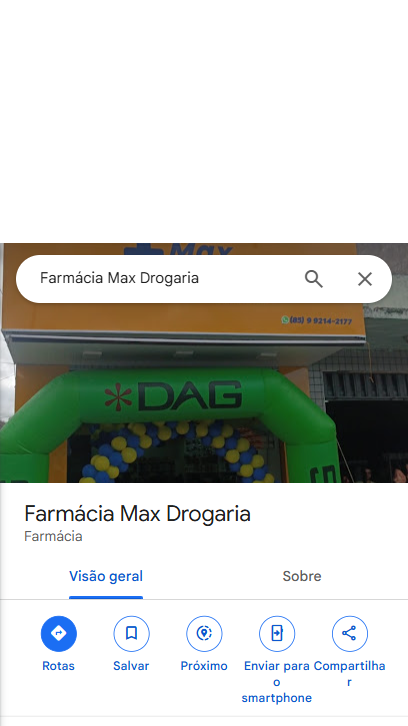 Max
Farmácia Max Drogaria
(85) 9 9214-2177
DAG
Farmácia Max Drogaria
Farmácia
Visão geral
Sobre
Rotas
Salvar
Próximo
Enviar para
o
smartphone
Compartilha
r